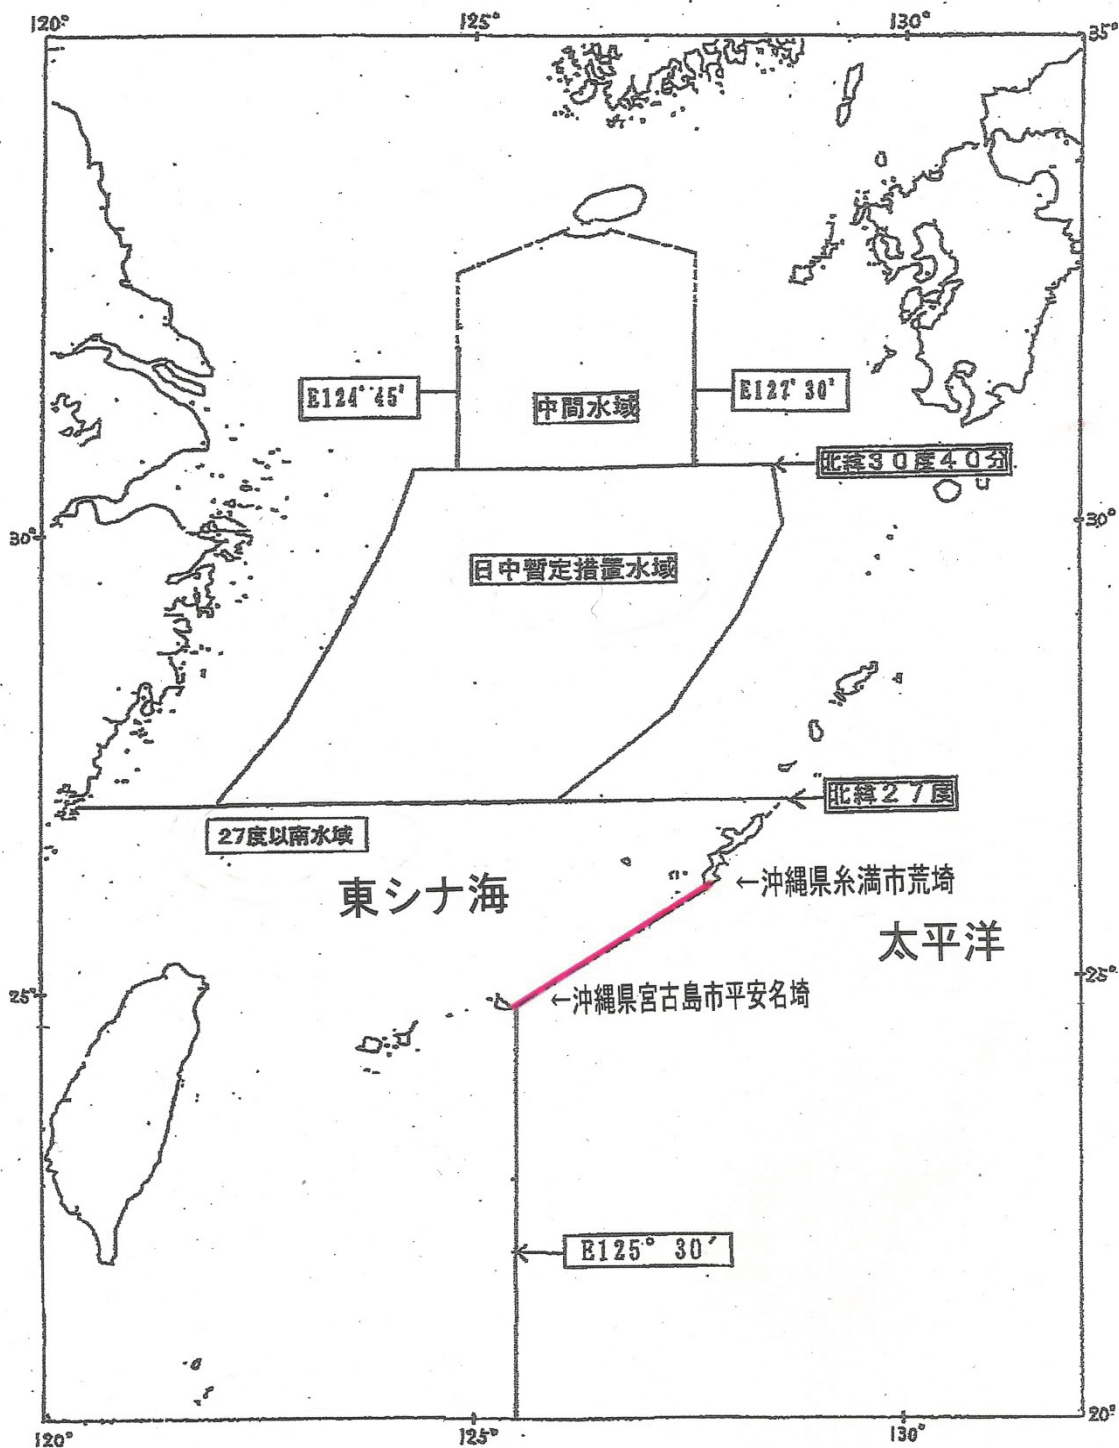 120°
125°
130°
35°
E124°45'
中間水域
E127°30'
北緯30度40分
30°
30°
日中暫定措置水域
北緯27度
27度以南水域
東シナ海
←沖縄県糸満市荒埼
太平洋
25°
25°
←沖縄県宮古島市平安名埼
E125° 30′
20°
120°
125°
130°